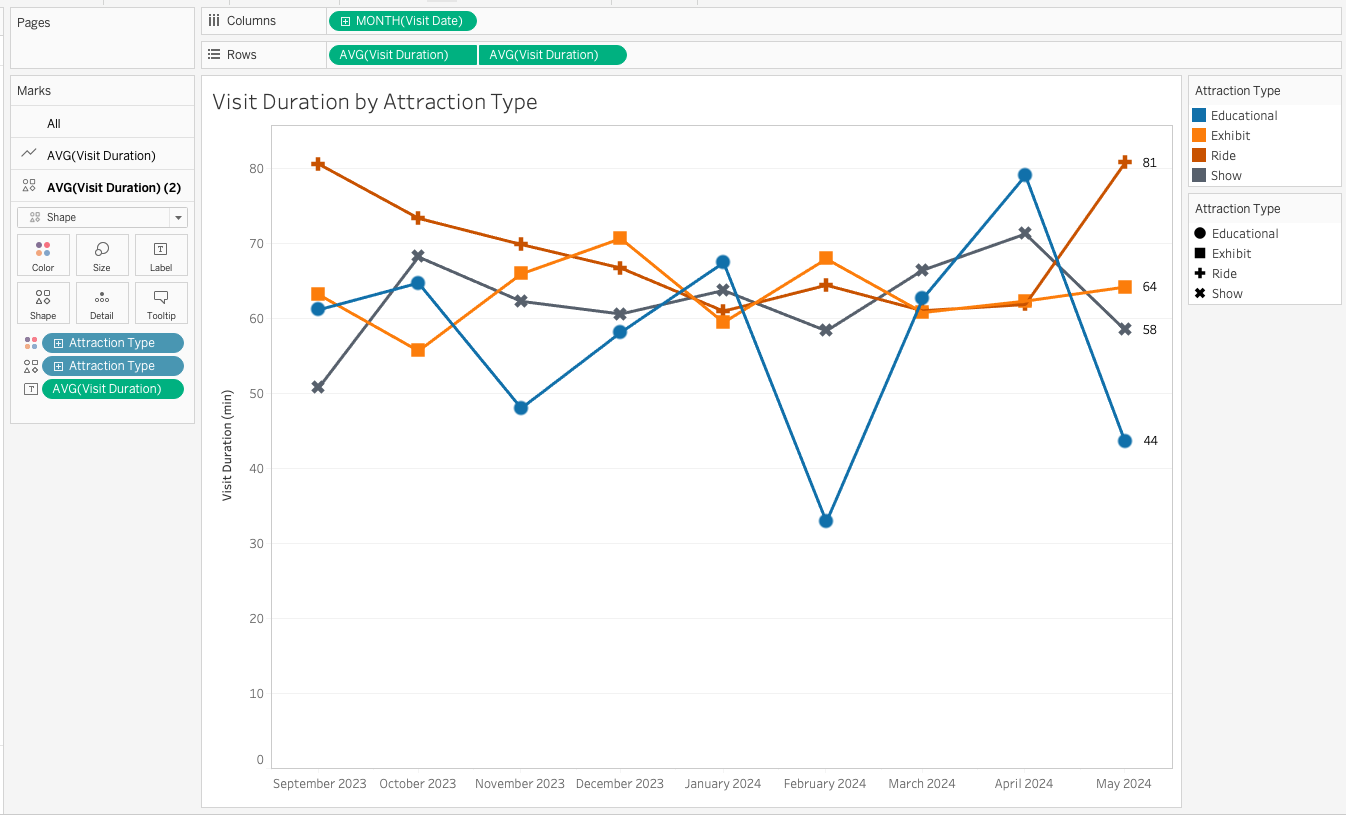 Pages
Columns
MONTH(Visit Date)
Rows
AVG(Visit Duration)
AVG(Visit Duration)
Marks
All
AVG(Visit Duration)
AVG(Visit Duration) (2)
Shape
Color
Size
Label
Shape
Detail
Tooltip
Attraction Type
Attraction Type
AVG(Visit Duration)
Visit Duration by Attraction Type
Visit Duration (min)
80
70
60
50
40
30
20
10
0
81
64
58
44
September 2023
October 2023
November 2023
December 2023
January 2024
February 2024
March 2024
April 2024
May 2024
Attraction Type
Educational
Exhibit
Ride
Show
Attraction Type
Educational
Exhibit
Ride
Show